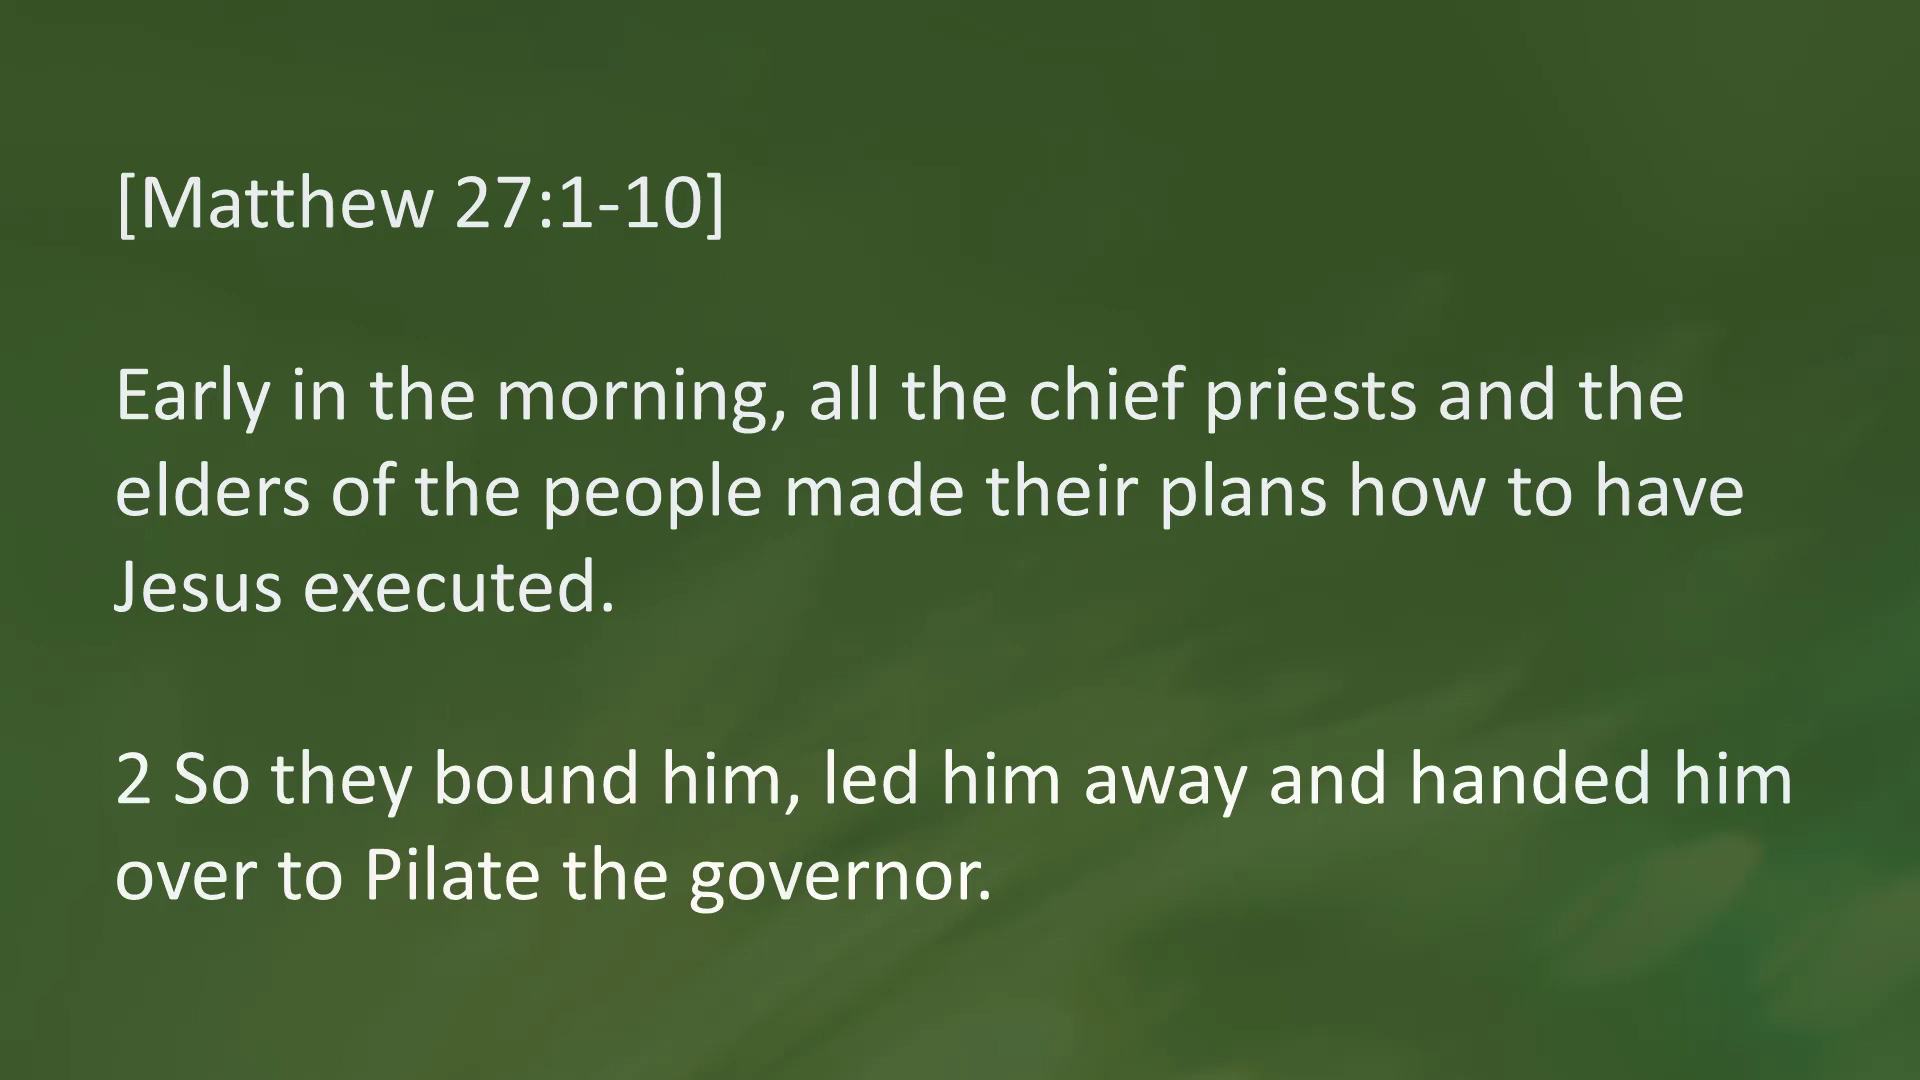 [Matthew 27:1-10]
Early in the morning, all the chief priests and the
elders of the people made their plans how to have
Jesus executed.
2 So they bound him, led him away and handed him
over to Pilate the governor.